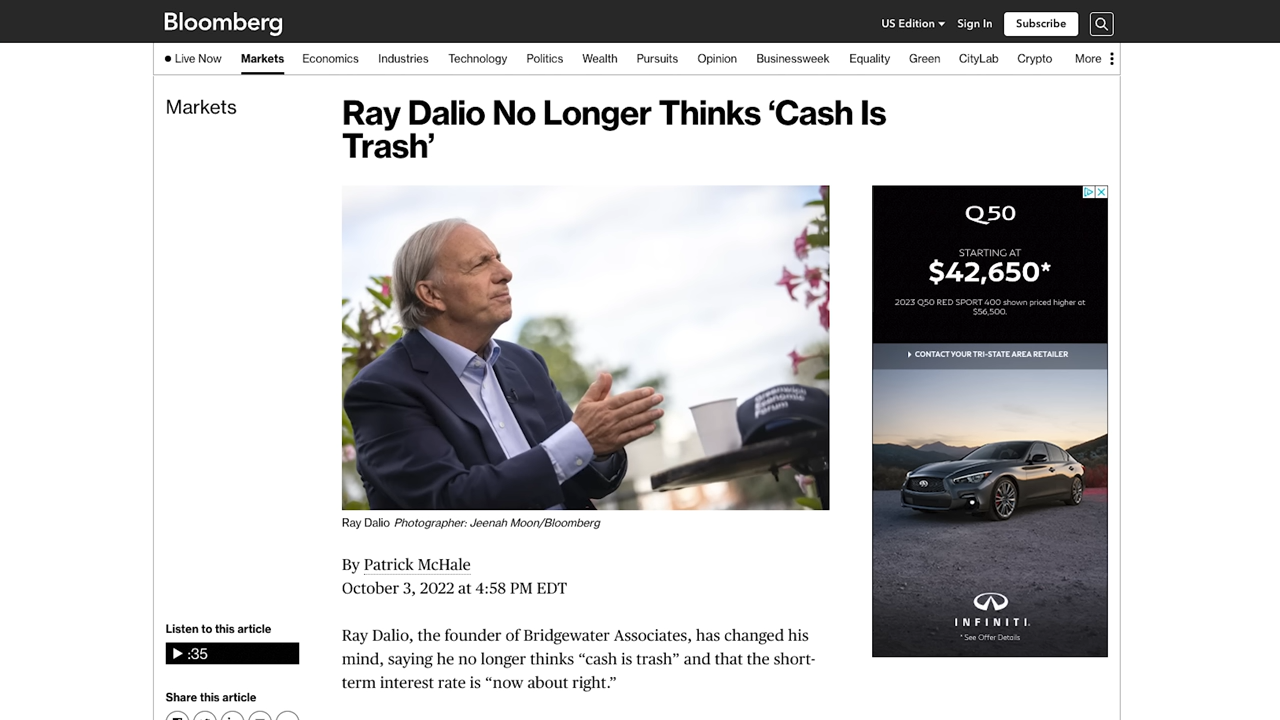 Bloomberg
US Edition
Sign In
Subscribe
Live Now
Markets
Economics
Industries
Technology
Politics
Wealth
Pursuits
Opinion
Businessweek
Equality
Green
CityLab
Crypto
More
Markets
Ray Dalio No Longer Thinks ‘Cash Is
Trash’
Greenwich
Economic
Forum
Ray Dalio Photographer: Jeenah Moon/Bloomberg
By Patrick McHale
October 3, 2022 at 4:58 PM EDT
Ray Dalio, the founder of Bridgewater Associates, has changed his
mind, saying he no longer thinks “cash is trash” and that the short-
term interest rate is “now about right.”
Listen to this article
:35
Share this article
Q50
STARTING AT
$42,650*
2023 Q50 RED SPORT 400 shown priced higher at
$56,500.
CONTACT YOUR TRI-STATE AREA RETAILER
INFINITI.
* See Offer Details